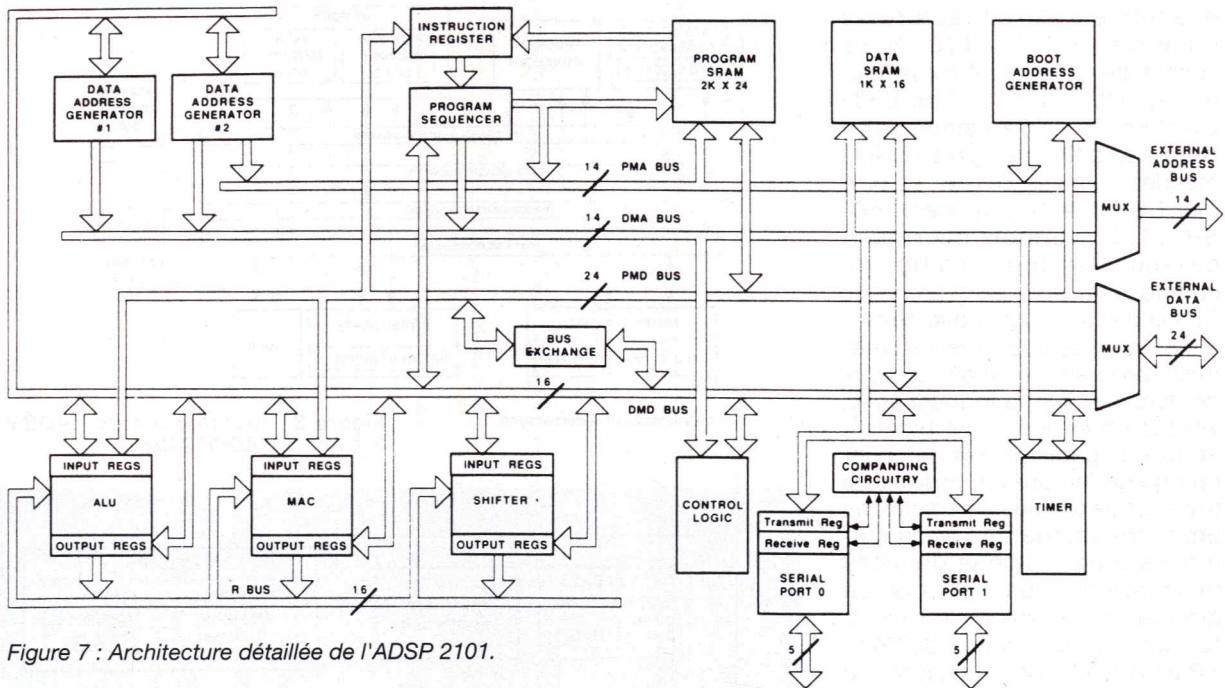 INSTRUCTION
REGISTER
PROGRAM
SRAM
2K X 24
DATA
SRAM
1K X 16
BOOT
ADDRESS
GENERATOR
DATA
ADDRESS
GENERATOR
#1
DATA
ADDRESS
GENERATOR
#2
PROGRAM
SEQUENCER
EXTERNAL
ADDRESS
BUS
14 PMA BUS
MUX
14
14 DMA BUS
24 PMD BUS
EXTERNAL
DATA
BUS
BUS
EXCHANGE
MUX
24
16
DMD BUS
INPUT REGS
ALU
OUTPUT REGS
INPUT REGS
MAC
OUTPUT REGS
INPUT REGS
SHIFTER
OUTPUT REGS
R BUS 16
CONTROL
LOGIC
COMPANDING
CIRCUITRY
Transmit Reg
Receive Reg
SERIAL
PORT 0
5
Transmit Reg
Receive Reg
SERIAL
PORT 1
5
TIMER
Figure 7 : Architecture détaillée de l'ADSP 2101.